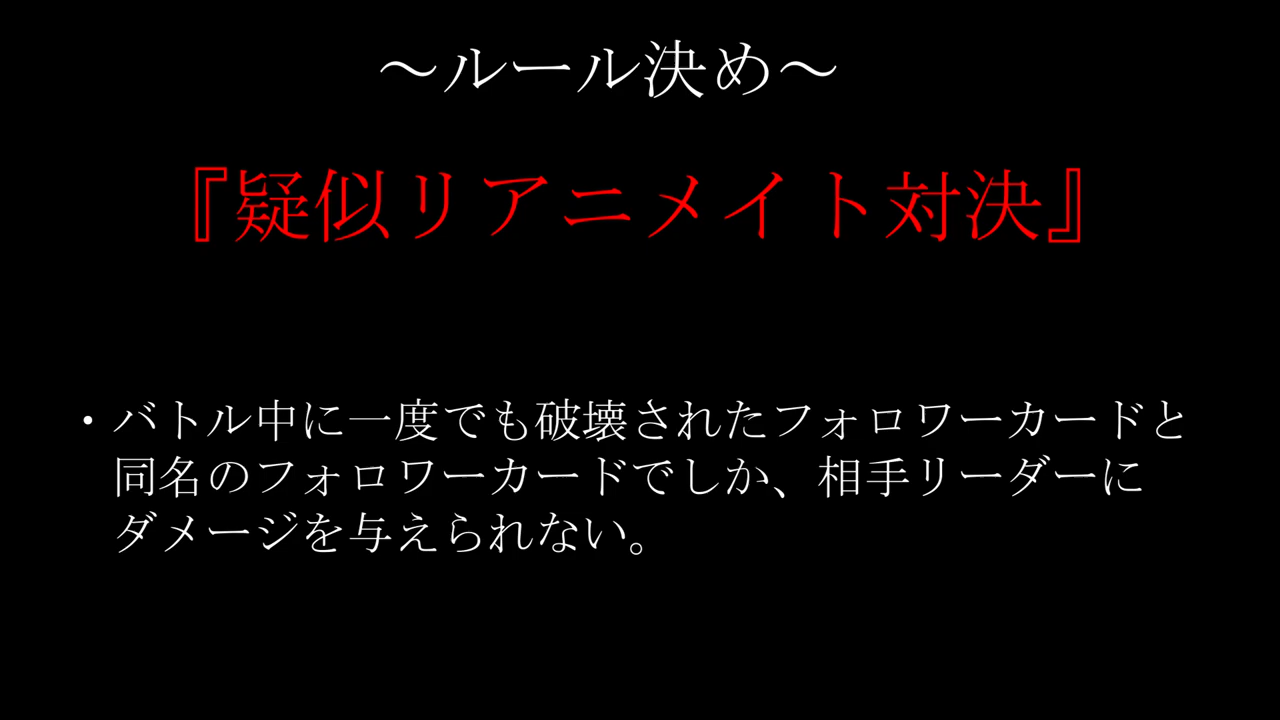 ～ルール決め～
『疑似リアニメイト対決』
・バトル中に一度でも破壊されたフォロワーカードと
同名のフォロワーカードでしか、相手リーダーに
ダメージを与えられない。